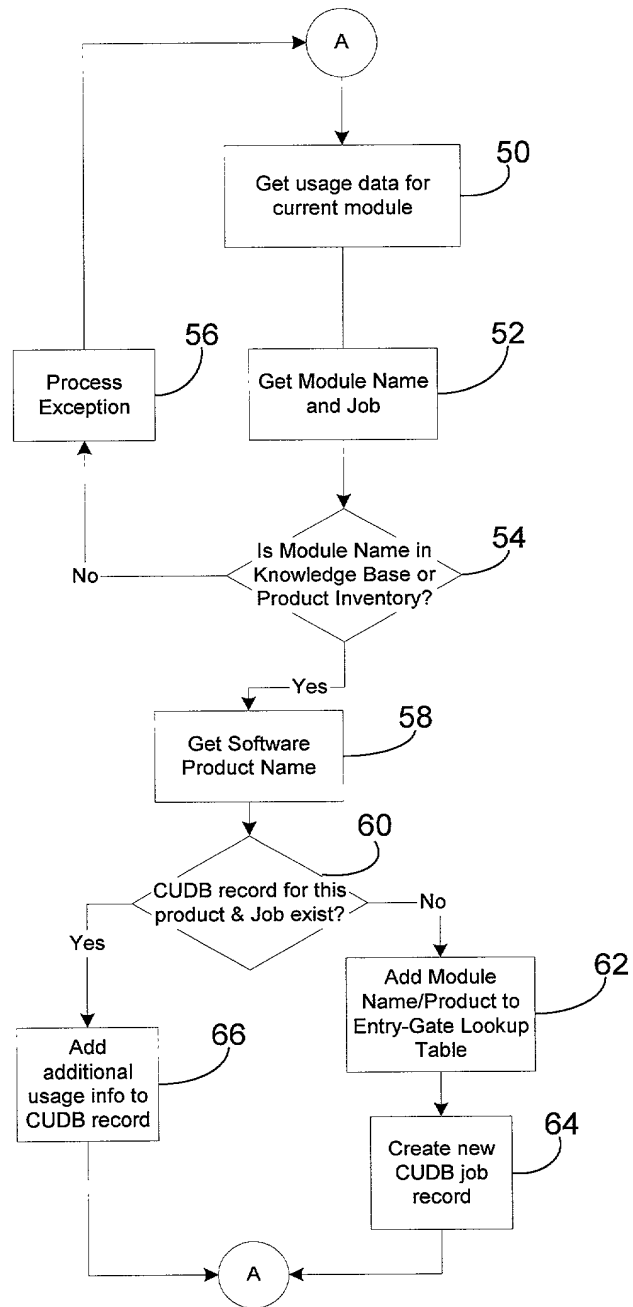 A
Get usage data for
current module
50
Process
Exception
56
Get Module Name
and Job
52
Is Module Name in
Knowledge Base or
Product Inventory?
54
No
Yes
Get Software
Product Name
58
CUDB record for this
product & Job exist?
60
Yes
No
Add Module
Name/Product to
Entry-Gate Lookup
Table
62
Add
additional
usage info to
CUDB record
66
Create new
CUDB job
record
64
A